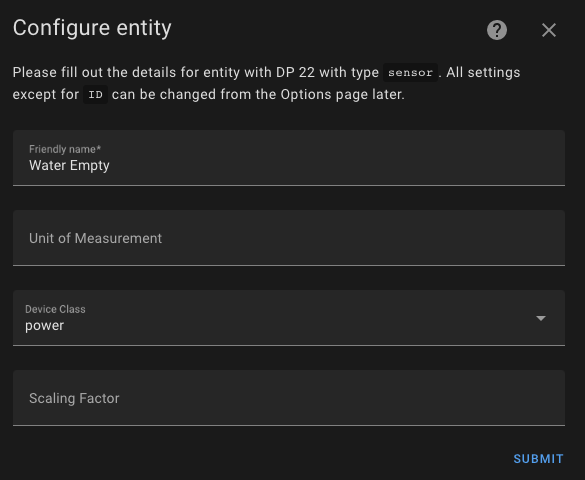 Configure entity
Please fill out the details for entity with DP 22 with type sensor. All settings
except for ID can be changed from the Options page later.
Friendly name*
Water Empty
Unit of Measurement
Device Class
power
Scaling Factor
SUBMIT